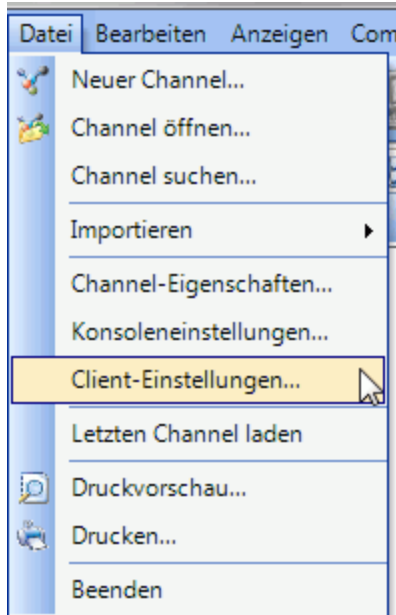 Datei Bearbeiten Anzeigen Com
Neuer Channel...
Channel öffnen...
Channel suchen...
Importieren
Channel-Eigenschaften...
Konsoleneinstellungen...
Client-Einstellungen...
Letzten Channel laden
Druckvorschau...
Drucken...
Beenden